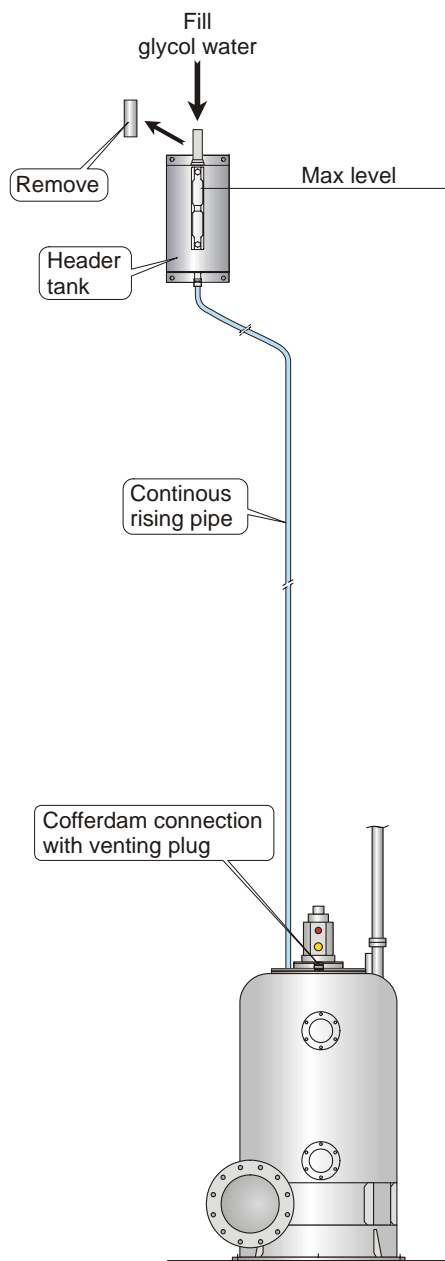 Fill
glycol water
Remove
Max level
Header
tank
Continous
rising pipe
Cofferdam connection
with venting plug